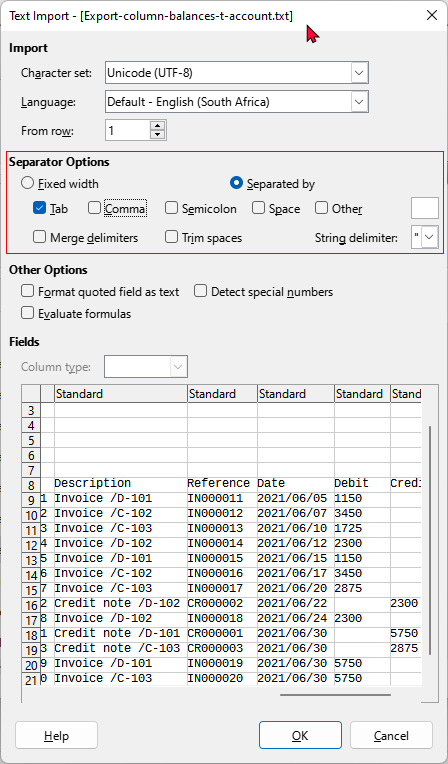 Text Import - [Export-column-balances-t-account.txt]
Import
Character set: Unicode (UTF-8)
Language: Default - English (South Africa)
From row: 1
Separator Options
Fixed width Separated by
Tab Comma Semicolon Space Other
Merge delimiters Trim spaces String delimiter: "
Other Options
Format quoted field as text Detect special numbers
Evaluate formulas
Fields
Column type:
Standard Standard Standard Standard Stand
3
4
5
6
7
8 Description Reference Date Debit Credi
9 1 Invoice /D-101 IN000011 2021/06/05 1150
10 2 Invoice /C-102 IN000012 2021/06/07 3450
11 3 Invoice /C-103 IN000013 2021/06/10 1725
12 4 Invoice /D-102 IN000014 2021/06/12 2300
13 5 Invoice /D-101 IN000015 2021/06/15 1150
14 6 Invoice /C-102 IN000016 2021/06/17 3450
15 7 Invoice /C-103 IN000017 2021/06/20 2875
16 2 Credit note /D-102 CR000002 2021/06/22 2300
17 8 Invoice /D-102 IN000018 2021/06/24 2300
18 1 Credit note /D-101 CR000001 2021/06/30 5750
19 3 Credit note /C-103 CR000003 2021/06/30 2875
20 9 Invoice /D-101 IN000019 2021/06/30 5750
21 0 Invoice /C-103 IN000020 2021/06/30 5750
Help OK Cancel